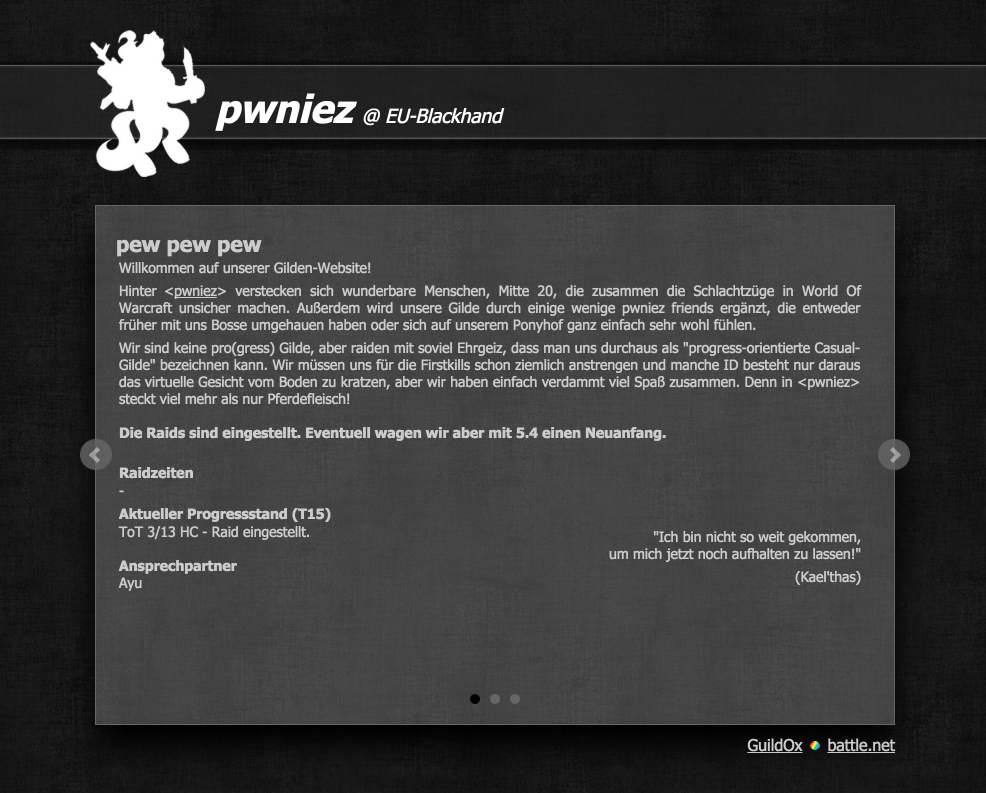 pwniez @ EU-Blackhand
pew pew pew
Willkommen auf unserer Gilden-Website!
Hinter <pwniez> verstecken sich wunderbare Menschen, Mitte 20, die zusammen die Schlachtzüge in World Of
Warcraft unsicher machen. Außerdem wird unsere Gilde durch einige wenige pwniez friends ergänzt, die entweder
früher mit uns Bosse umgehauen haben oder sich auf unserem Ponyhof ganz einfach sehr wohl fühlen.
Wir sind keine pro(gress) Gilde, aber raiden mit soviel Ehrgeiz, dass man uns durchaus als "progress-orientierte Casual-
Gilde" bezeichnen kann. Wir müssen uns für die Firstkills schon ziemlich anstrengen und manche ID besteht nur daraus
das virtuelle Gesicht vom Boden zu kratzen, aber wir haben einfach verdammt viel Spaß zusammen. Denn in <pwniez>
steckt viel mehr als nur Pferdefleisch!
Die Raids sind eingestellt. Eventuell wagen wir aber mit 5.4 einen Neuanfang.
Raidzeiten
-
Aktueller Progressstand (T15)
ToT 3/13 HC - Raid eingestellt.
Ansprechpartner
Ayu
"Ich bin nicht so weit gekommen,
um mich jetzt noch aufhalten zu lassen!"
(Kael'thas)
GuildOx battle.net